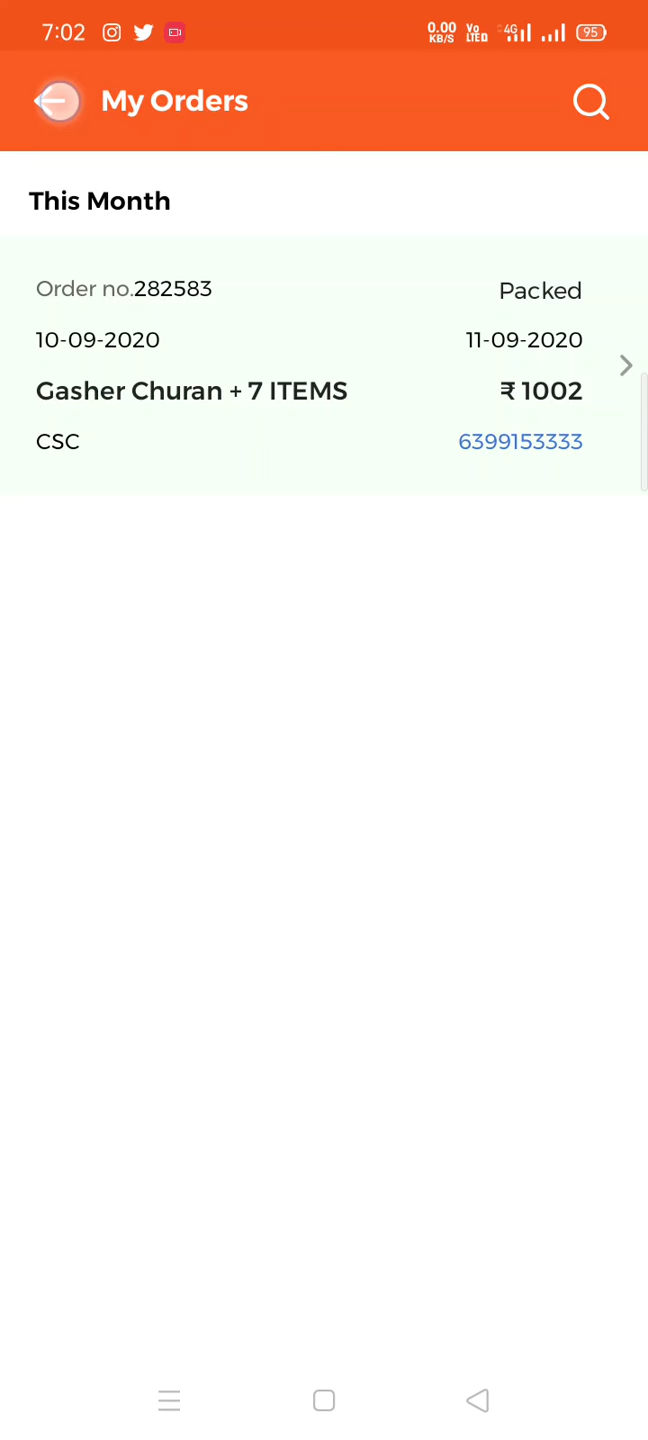 7:02 0.00 KB/S Vo LTED 4G 95
My Orders
This Month
Order no.282583 Packed
10-09-2020 11-09-2020
Gasher Churan + 7 ITEMS ₹ 1002
CSC 6399153333